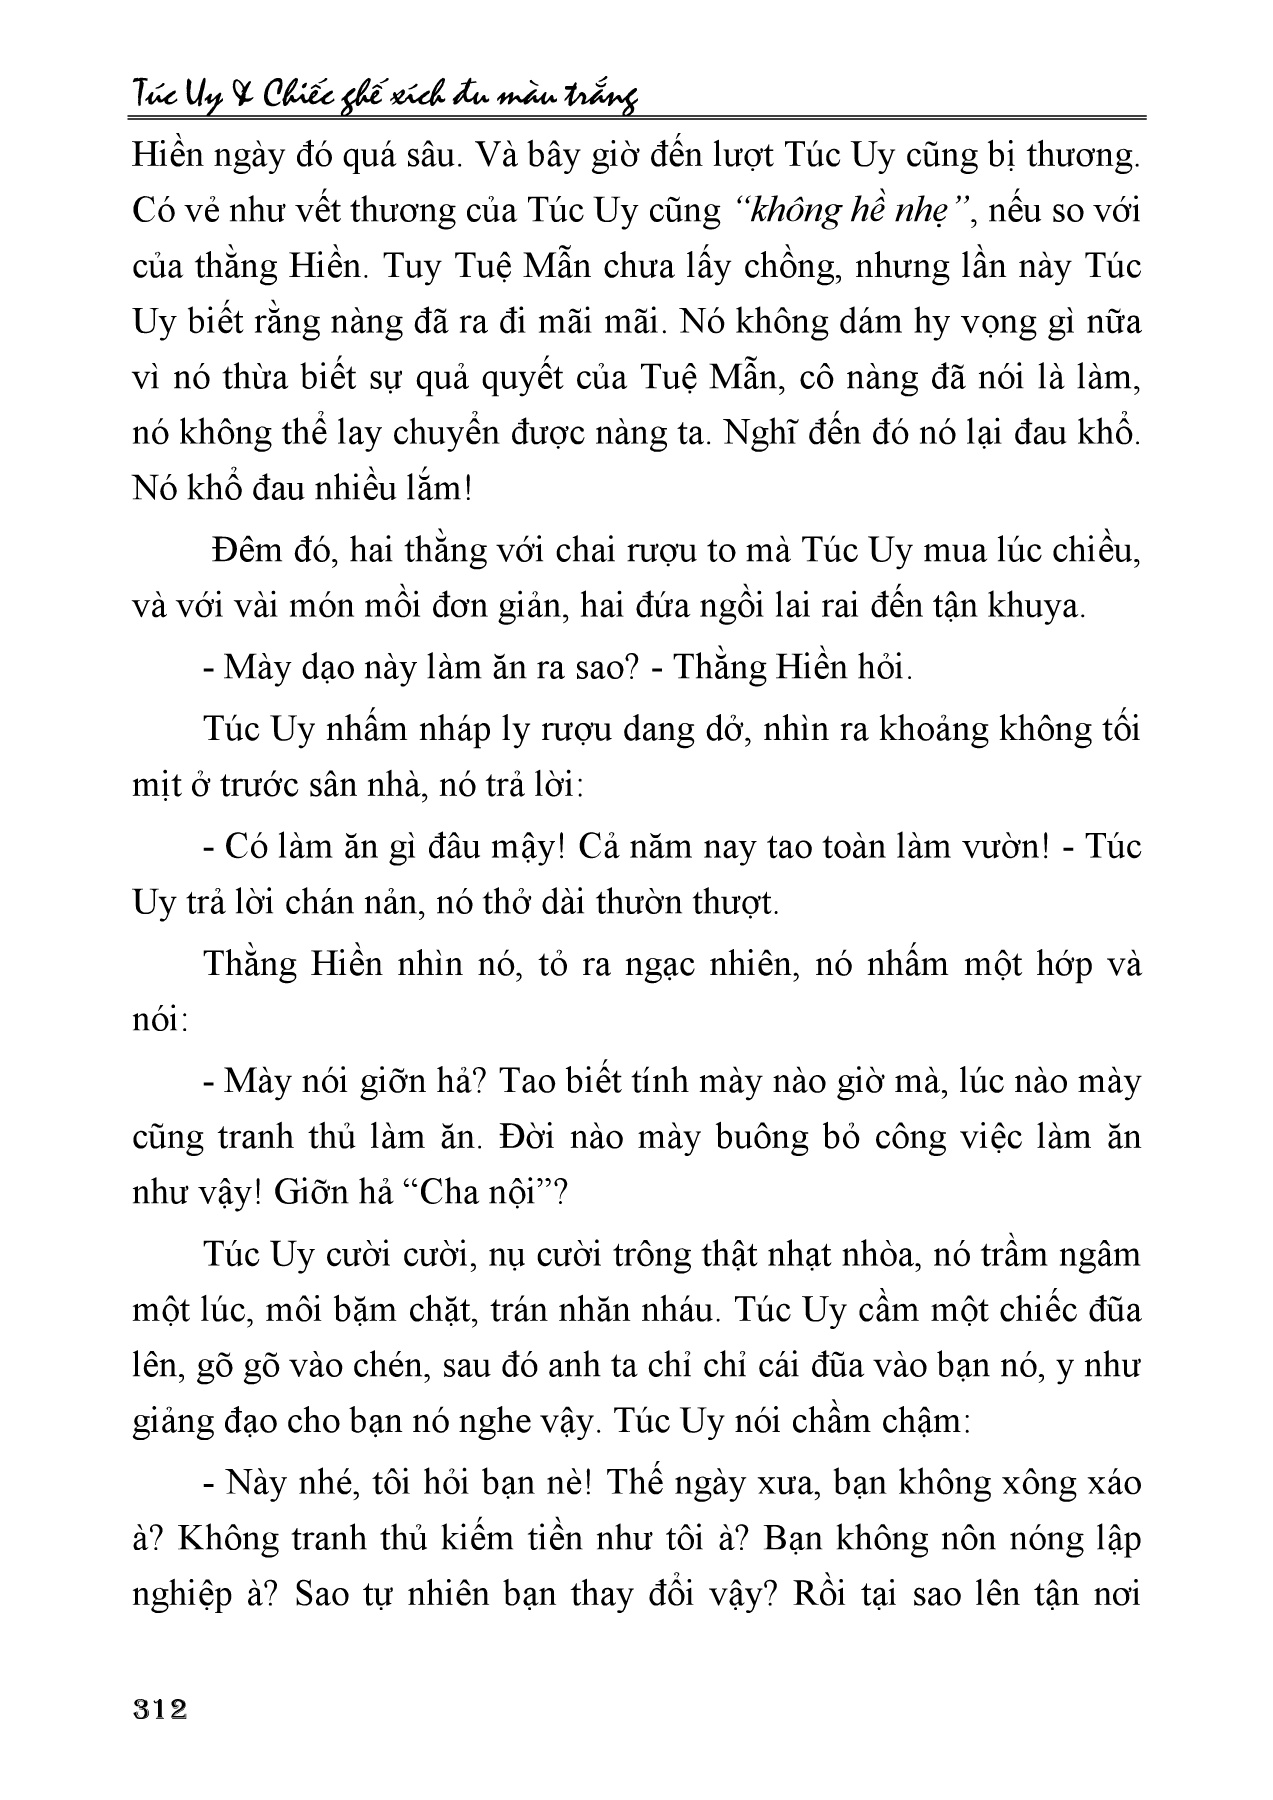 Túc Uy & Chiếc ghế xích đu màu trắng
Hiền ngày đó quá sâu. Và bây giờ đến lượt Túc Uy cũng bị thương.
Có vẻ như vết thương của Túc Uy cũng “không hề nhẹ”, nếu so với
của thằng Hiền. Tuy Tuệ Mẫn chưa lấy chồng, nhưng lần này Túc
Uy biết rằng nàng đã ra đi mãi mãi. Nó không dám hy vọng gì nữa
vì nó thừa biết sự quả quyết của Tuệ Mẫn, cô nàng đã nói là làm,
nó không thể lay chuyển được nàng ta. Nghĩ đến đó nó lại đau khổ.
Nó khổ đau nhiều lắm!
Đêm đó, hai thằng với chai rượu to mà Túc Uy mua lúc chiều,
và với vài món mồi đơn giản, hai đứa ngồi lai rai đến tận khuya.
- Mày dạo này làm ăn ra sao? - Thằng Hiền hỏi.
Túc Uy nhấm nháp ly rượu dang dở, nhìn ra khoảng không tối
mịt ở trước sân nhà, nó trả lời:
- Có làm ăn gì đâu mậy! Cả năm nay tao toàn làm vườn! - Túc
Uy trả lời chán nản, nó thở dài thườn thượt.
Thằng Hiền nhìn nó, tỏ ra ngạc nhiên, nó nhấm một hớp và
nói:
- Mày nói giỡn hả? Tao biết tính mày nào giờ mà, lúc nào mày
cũng tranh thủ làm ăn. Đời nào mày buông bỏ công việc làm ăn
như vậy! Giỡn hả “Cha nội”?
Túc Uy cười cười, nụ cười trông thật nhạt nhòa, nó trầm ngâm
một lúc, môi bặm chặt, trán nhăn nháu. Túc Uy cầm một chiếc đũa
lên, gõ gõ vào chén, sau đó anh ta chỉ chỉ cái đũa vào bạn nó, y như
giảng đạo cho bạn nó nghe vậy. Túc Uy nói chầm chậm:
- Này nhé, tôi hỏi bạn nè! Thế ngày xưa, bạn không xông xáo
à? Không tranh thủ kiếm tiền như tôi à? Bạn không nôn nóng lập
nghiệp à? Sao tự nhiên bạn thay đổi vậy? Rồi tại sao lên tận nơi
312